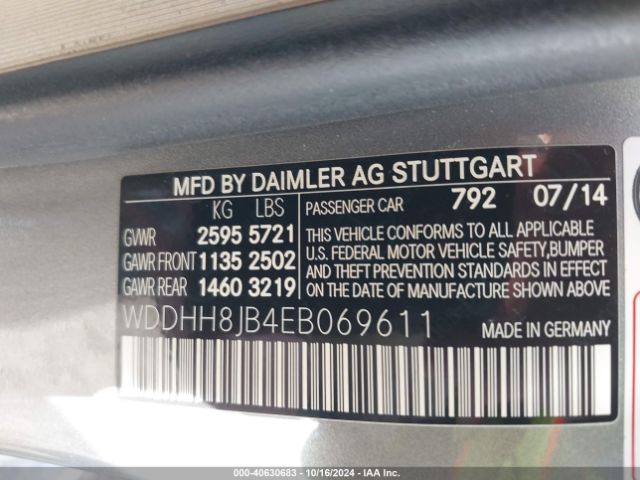 MFD BY DAIMLER AG STUTTGART
KG LBS
GVWR 2595 5721
GAWR FRONT 1135 2502
GAWR REAR 1460 3219
PASSENGER CAR 792 07/14
THIS VEHICLE CONFORMS TO ALL APPLICABLE
U.S. FEDERAL MOTOR VEHICLE SAFETY,BUMPER
AND THEFT PREVENTION STANDARDS IN EFFECT
ON THE DATE OF MANUFACTURE SHOWN ABOVE
WDDHH8JB4EB069611
MADE IN GERMANY
000-40630683 | 10/16/2024 | IAA Inc.